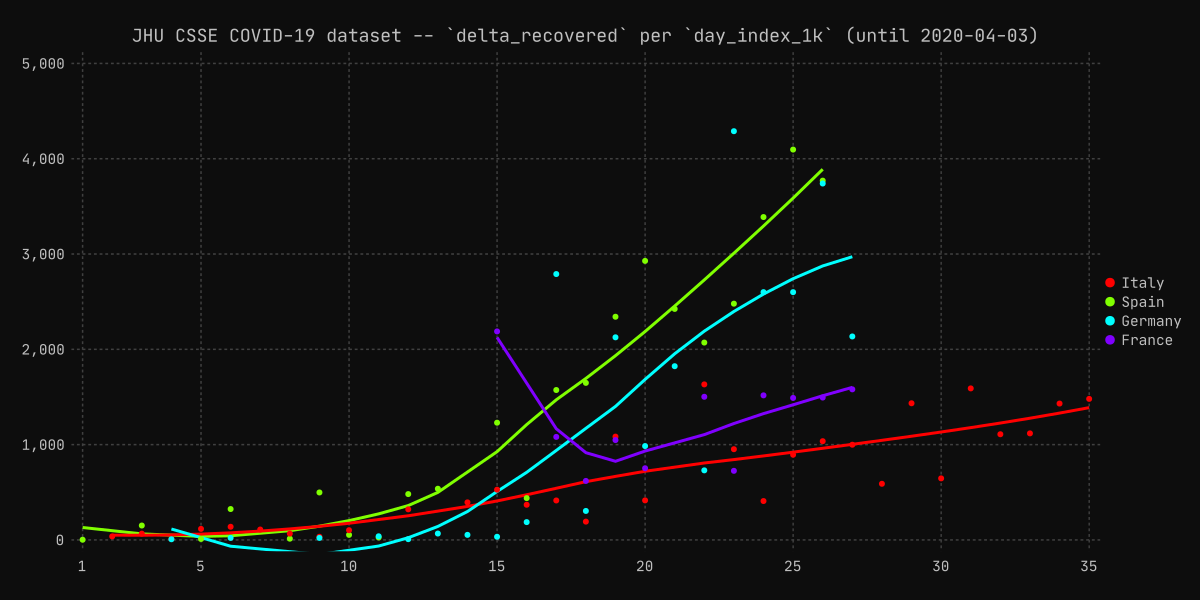 JHU CSSE COVID-19 dataset -- `delta_recovered` per `day_index_1k` (until 2020-04-03)
5,000
4,000
3,000
2,000
1,000
0
1 5 10 15 20 25 30 35
Italy
Spain
Germany
France